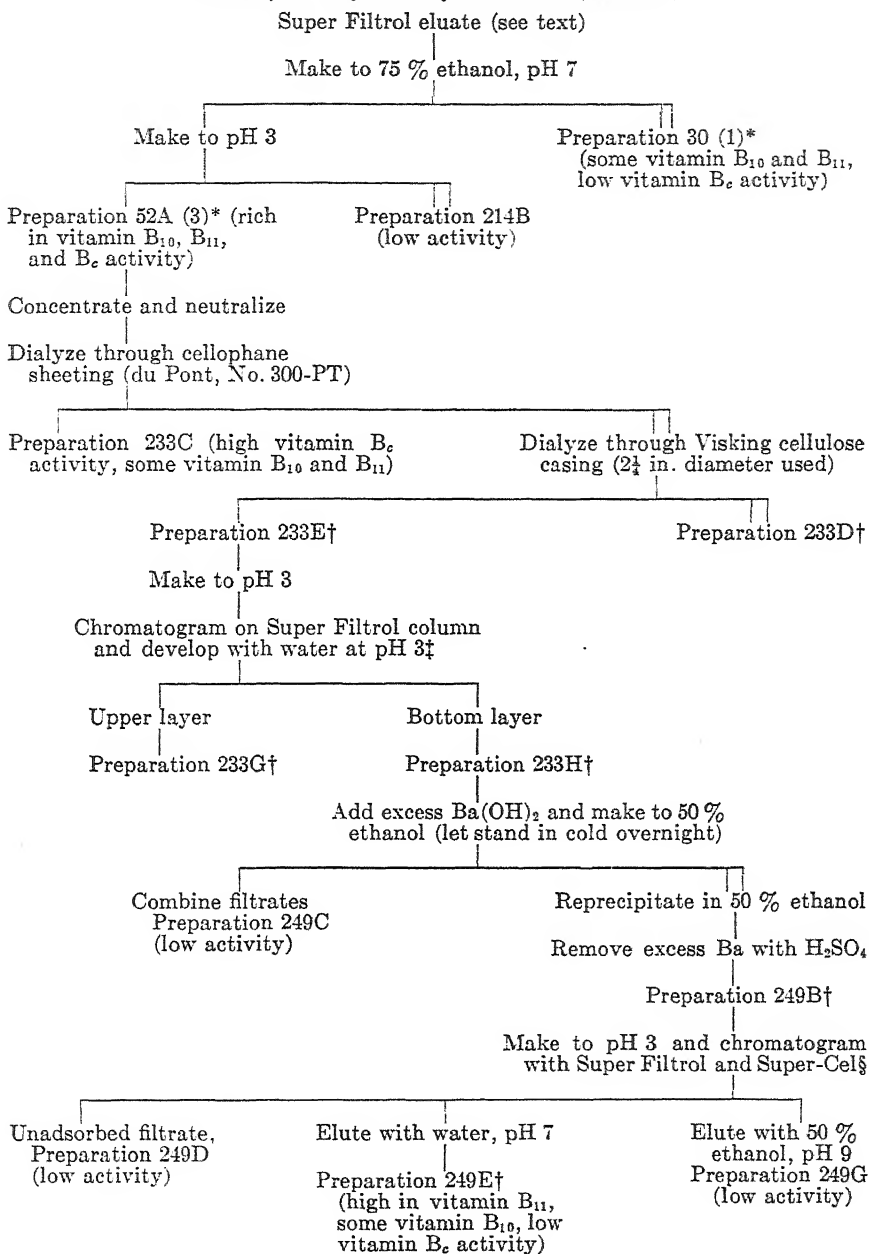 Super Filtrol eluate (see text)
Make to 75 % ethanol, pH 7
Make to pH 3
Preparation 30 (1)*
(some vitamin B₁₀ and B₁₁,
low vitamin B𝑐 activity)
Preparation 52A (3)* (rich
in vitamin B₁₀, B₁₁,
and B𝑐 activity)
Preparation 214B
(low activity)
Concentrate and neutralize
Dialyze through cellophane
sheeting (du Pont, No. 300-PT)
Preparation 233C (high vitamin B𝑐
activity, some vitamin B₁₀ and B₁₁)
Dialyze through Visking cellulose
casing (2¼ in. diameter used)
Preparation 233E†
Preparation 233D†
Make to pH 3
Chromatogram on Super Filtrol column
and develop with water at pH 3‡
Upper layer
Bottom layer
Preparation 233G†
Preparation 233H†
Add excess Ba(OH)₂ and make to 50 %
ethanol (let stand in cold overnight)
Combine filtrates
Preparation 249C
(low activity)
Reprecipitate in 50 % ethanol
Remove excess Ba with H₂SO₄
Preparation 249B†
Make to pH 3 and chromatogram
with Super Filtrol and Super-Cel§
Unadsorbed filtrate,
Preparation 249D
(low activity)
Elute with water, pH 7
Preparation 249E†
(high in vitamin B₁₁,
some vitamin B₁₀, low
vitamin B𝑐 activity)
Elute with 50 %
ethanol, pH 9
Preparation 249G
(low activity)